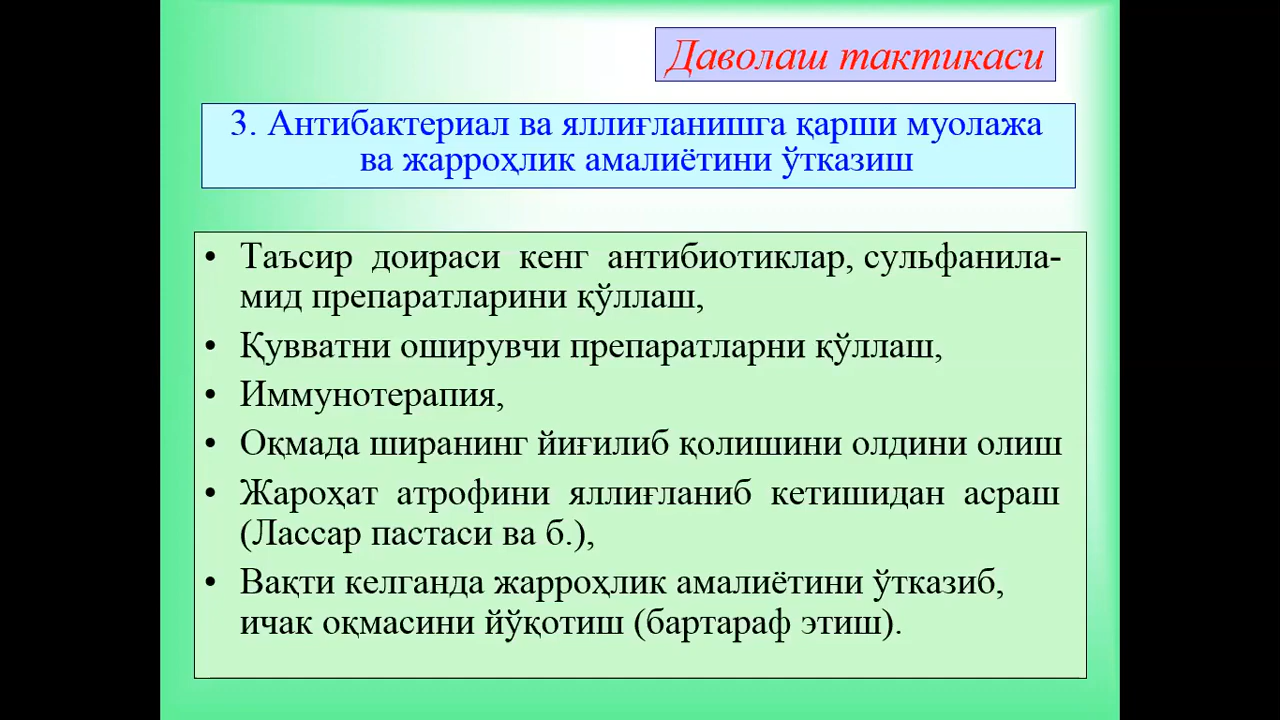 Даволаш тактикаси
3. Антибактериал ва яллиғланишга қарши муолажа
ва жарроҳлик амалиётини ўтказиш
• Таъсир доираси кенг антибиотиклар, сульфанила-
мид препаратларини қўллаш,
• Қувватни оширувчи препаратларни қўллаш,
• Иммунотерапия,
• Оқмада ширанинг йиғилиб қолишини олдини олиш
• Жароҳат атрофини яллиғланиб кетишидан асраш
(Лассар пастаси ва б.),
• Вақти келганда жарроҳлик амалиётини ўтказиб,
ичак оқмасини йўқотиш (бартараф этиш).